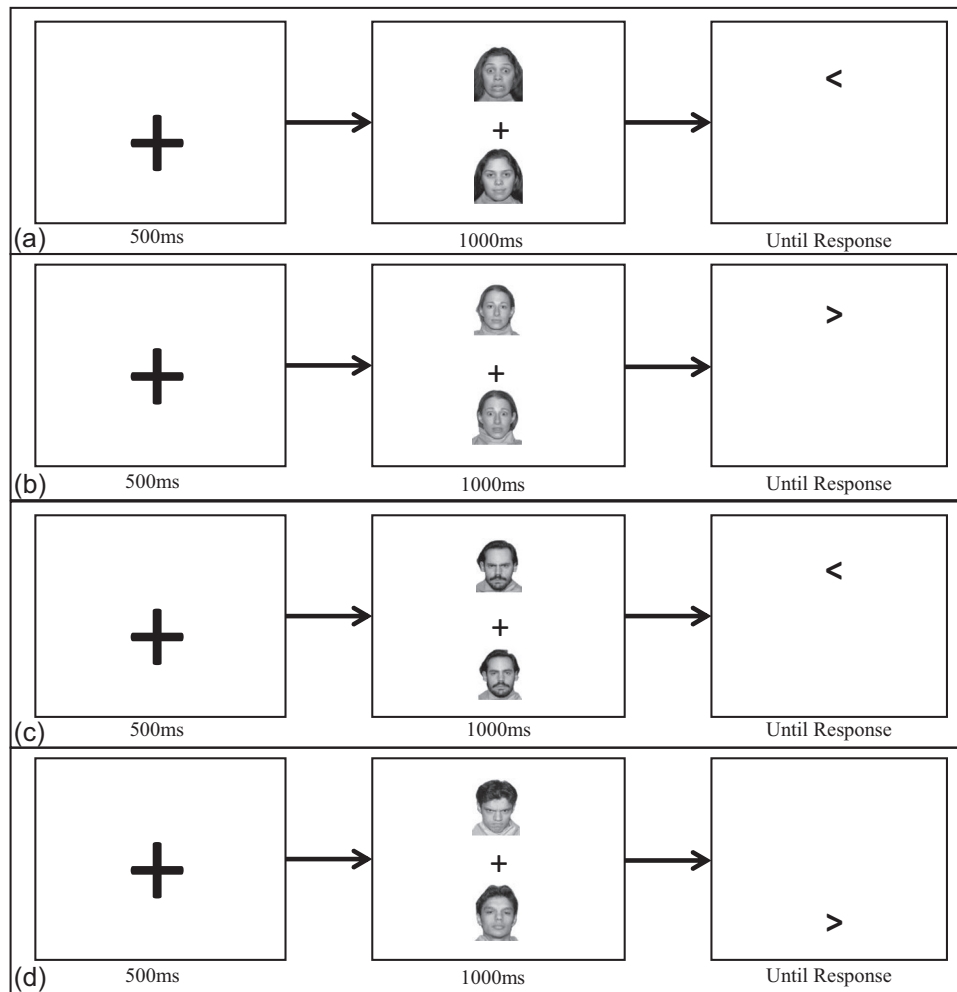 +
+
<
(a)
500ms
1000ms
Until Response
+
+
>
(b)
500ms
1000ms
Until Response
+
+
<
(c)
500ms
1000ms
Until Response
+
+
>
(d)
500ms
1000ms
Until Response